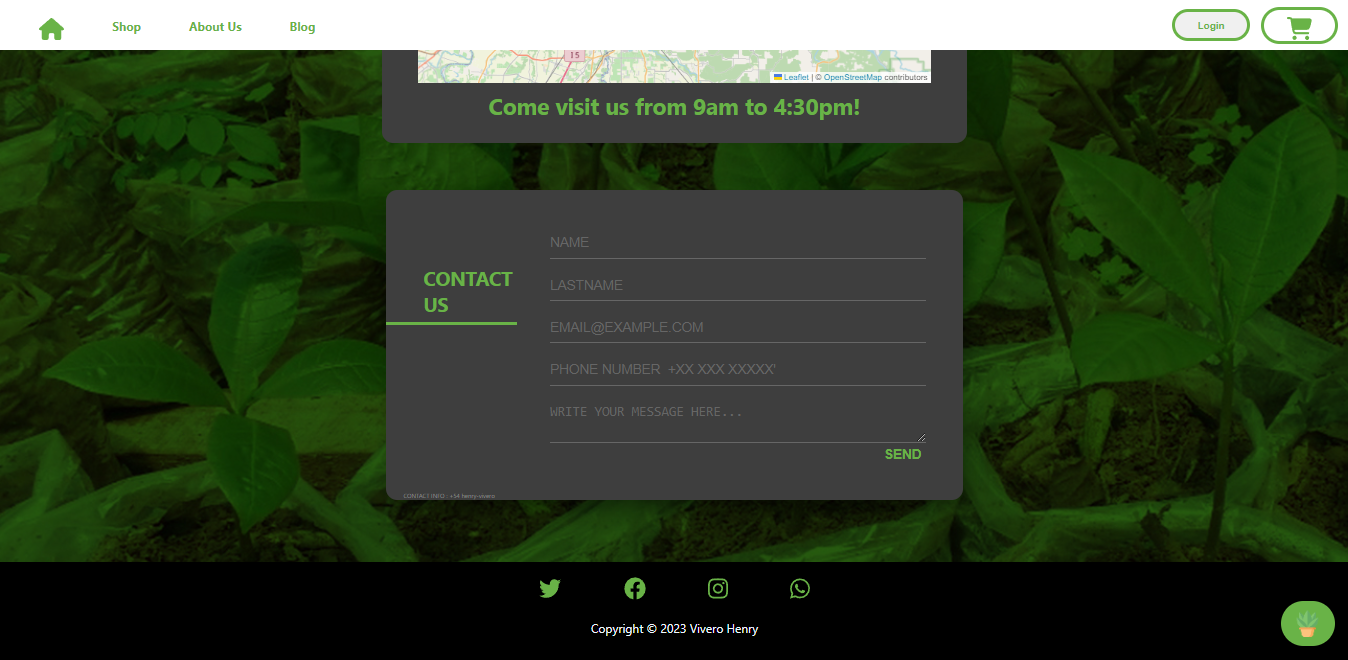 Shop About Us Blog Login
15
Leaflet | © OpenStreetMap contributors
Come visit us from 9am to 4:30pm!
CONTACT
US
NAME
LASTNAME
EMAIL@EXAMPLE.COM
PHONE NUMBER +XX XXX XXXXX'
WRITE YOUR MESSAGE HERE...
SEND
CONTACT INFO : +54 henry-vivero
Copyright © 2023 Vivero Henry